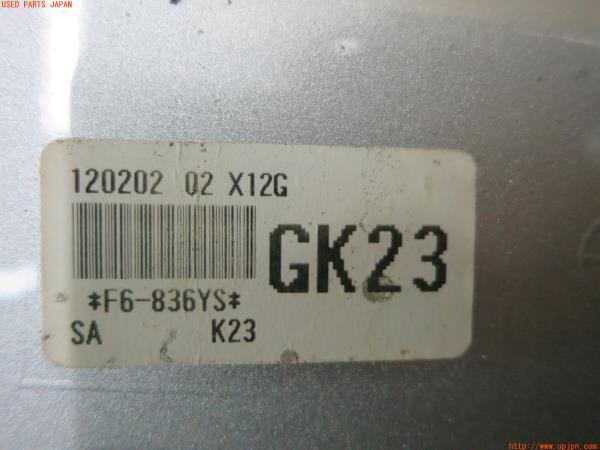 USED PARTS JAPAN
120202 02 X12G
GK23
*F6-836YS*
SA K23
http://www.upjpn.com/